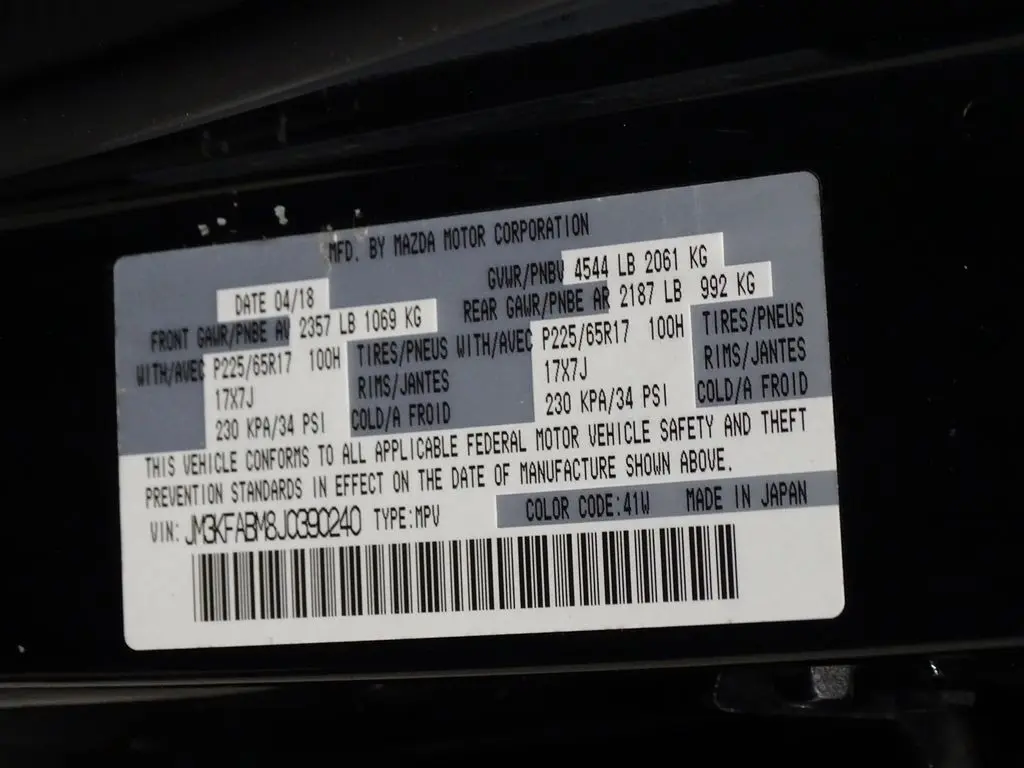 MFD. BY MAZDA MOTOR CORPORATION
DATE 04/18 GVWR/PNBV 4544 LB 2061 KG
FRONT GAWR/PNBE AV 2357 LB 1069 KG REAR GAWR/PNBE AR 2187 LB 992 KG
WITH/AVEC P225/65R17 100H TIRES/PNEUS WITH/AVEC P225/65R17 100H TIRES/PNEUS
17X7J RIMS/JANTES 17X7J RIMS/JANTES
230 KPA/34 PSI COLD/A FROID 230 KPA/34 PSI COLD/A FROID
THIS VEHICLE CONFORMS TO ALL APPLICABLE FEDERAL MOTOR VEHICLE SAFETY AND THEFT
PREVENTION STANDARDS IN EFFECT ON THE DATE OF MANUFACTURE SHOWN ABOVE.
COLOR CODE:41W MADE IN JAPAN
VIN: JM3KFABM8J0390240 TYPE:MPV